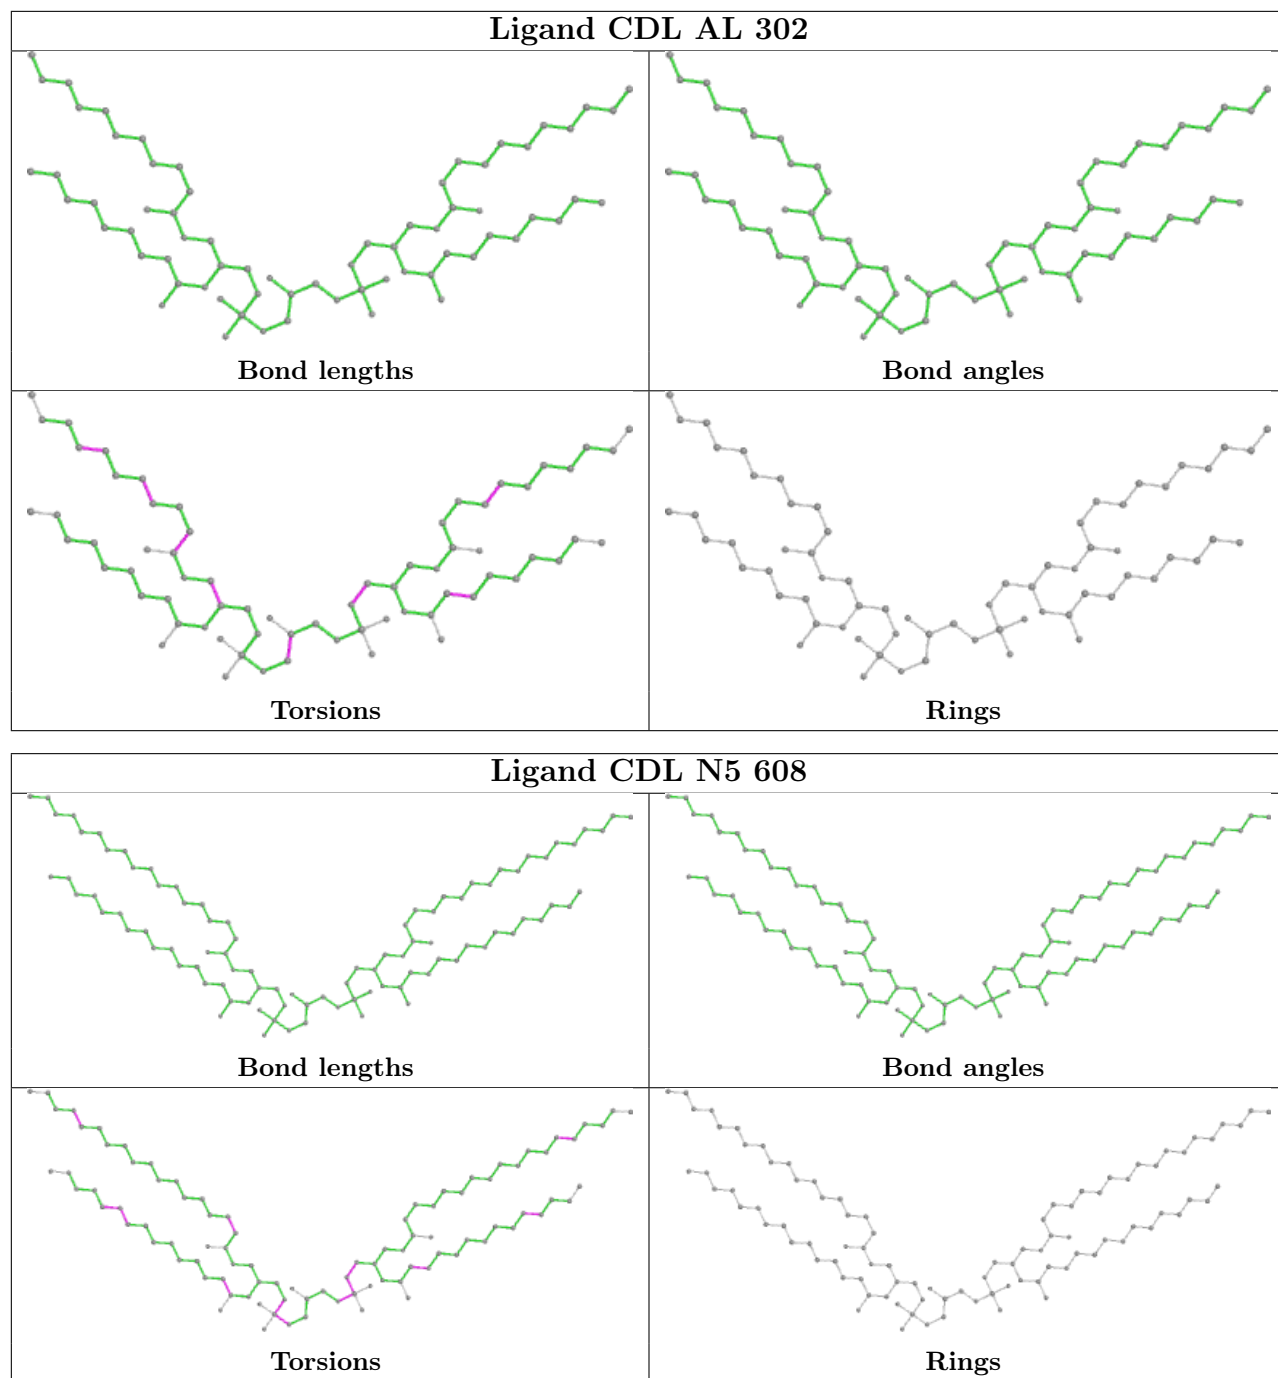 Ligand CDL AL 302
Bond lengths
Bond angles
Torsions
Rings
Ligand CDL N5 608
Bond lengths
Bond angles
Torsions
Rings